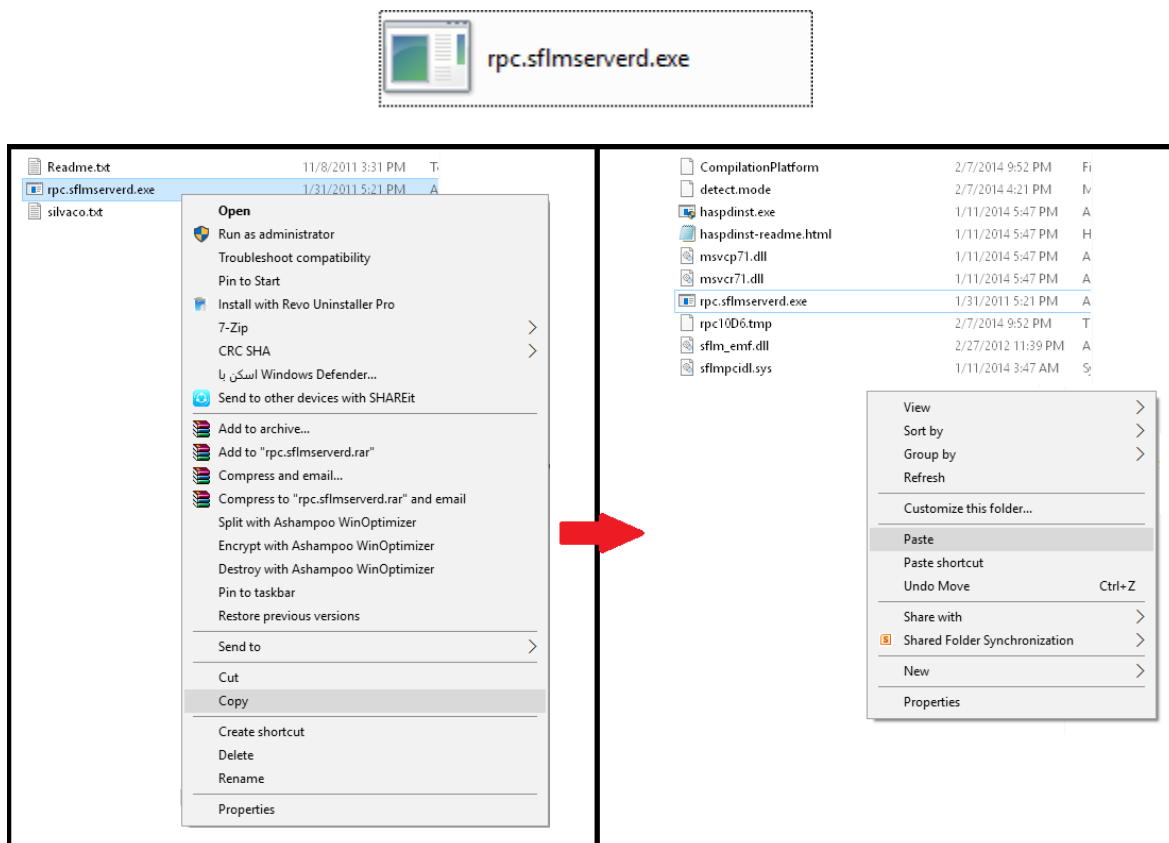 rpc.sflmserverd.exe
Readme.txt 11/8/2011 3:31 PM
rpc.sflmserverd.exe 1/31/2011 5:21 PM A
silvaco.txt
Open
Run as administrator
Troubleshoot compatibility
Pin to Start
Install with Revo Uninstaller Pro
7-Zip
CRC SHA
اسکن با Windows Defender...
Send to other devices with SHAREit
Add to archive...
Add to "rpc.sflmserverd.rar"
Compress and email...
Compress to "rpc.sflmserverd.rar" and email
Split with Ashampoo WinOptimizer
Encrypt with Ashampoo WinOptimizer
Destroy with Ashampoo WinOptimizer
Pin to taskbar
Restore previous versions
Send to
Cut
Copy
Create shortcut
Delete
Rename
Properties
CompilationPlatform 2/7/2014 9:52 PM Fi
detect.mode 2/7/2014 4:21 PM M
haspdinst.exe 1/11/2014 5:47 PM A
haspdinst-readme.html 1/11/2014 5:47 PM H
msvcp71.dll 1/11/2014 5:47 PM A
msvcr71.dll 1/11/2014 5:47 PM A
rpc.sflmserverd.exe 1/31/2011 5:21 PM A
rpc10D6.tmp 2/7/2014 9:52 PM T
sflm_emf.dll 2/27/2012 11:39 PM A
sflmpcidl.sys 1/11/2014 3:47 AM Sy
View
Sort by
Group by
Refresh
Customize this folder...
Paste
Paste shortcut
Undo Move Ctrl+Z
Share with
Shared Folder Synchronization
New
Properties